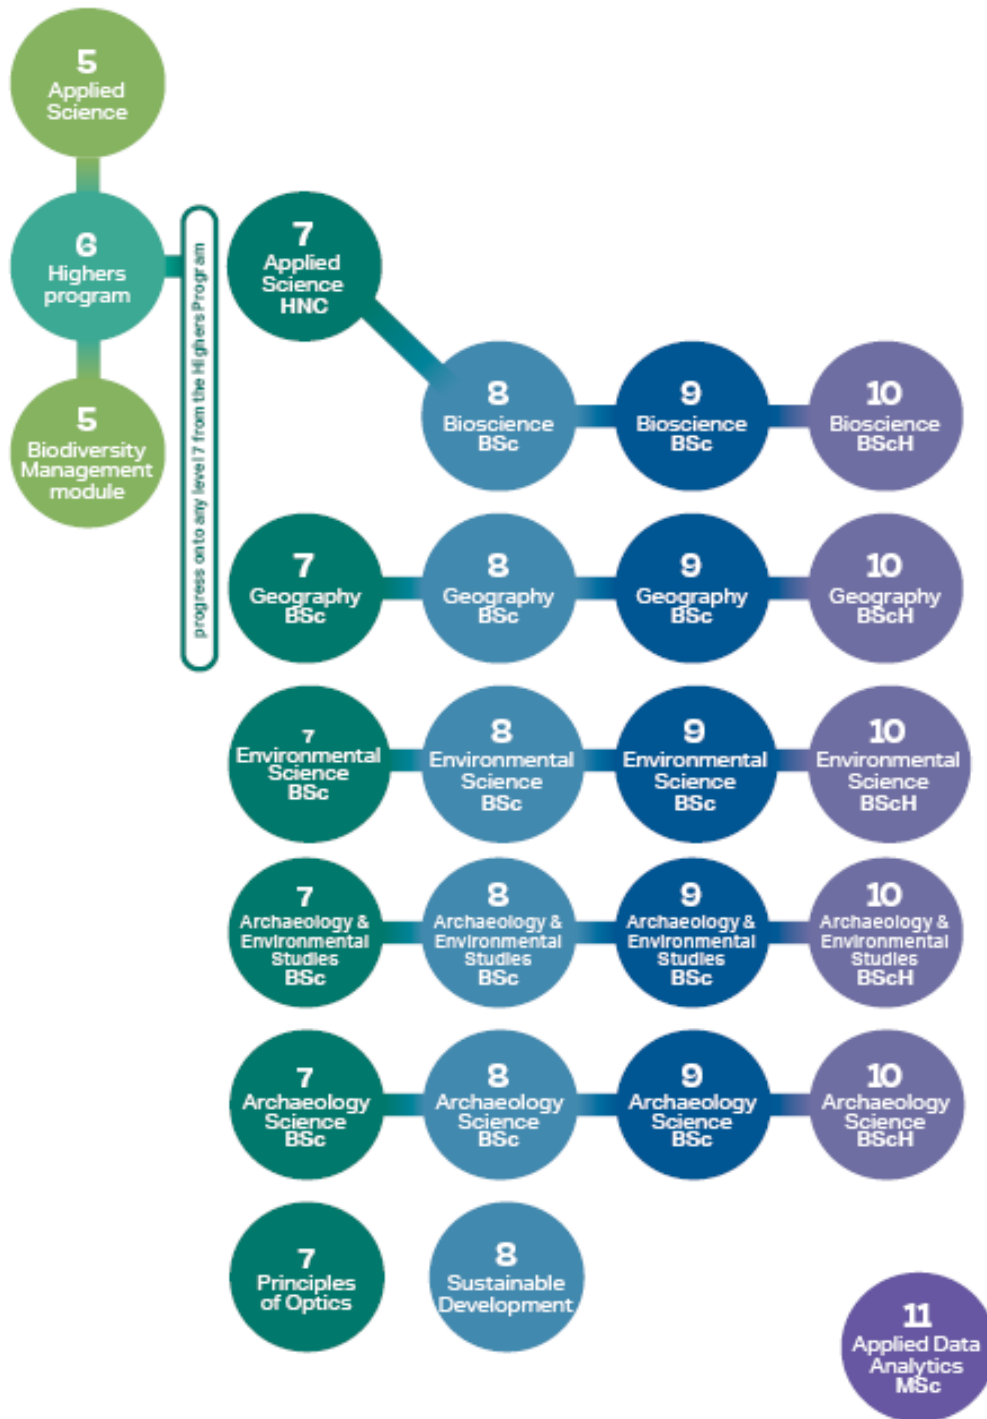 5
Applied
Science
6
Highers
program
5
Biodiversity
Management
module
progress onto any level 7 from the Highers Program
7
Applied
Science
HNC
8
Bioscience
BSc
9
Bioscience
BSc
10
Bioscience
BScH
7
Geography
BSc
8
Geography
BSc
9
Geography
BSc
10
Geography
BScH
7
Environmental
Science
BSc
8
Environmental
Science
BSc
9
Environmental
Science
BSc
10
Environmental
Science
BScH
7
Archaeology &
Environmental
Studies
BSc
8
Archaeology &
Environmental
Studies
BSc
9
Archaeology &
Environmental
Studies
BSc
10
Archaeology &
Environmental
Studies
BScH
7
Archaeology
Science
BSc
8
Archaeology
Science
BSc
9
Archaeology
Science
BSc
10
Archaeology
Science
BScH
7
Principles
of Optics
8
Sustainable
Development
11
Applied Data
Analytics
MSc